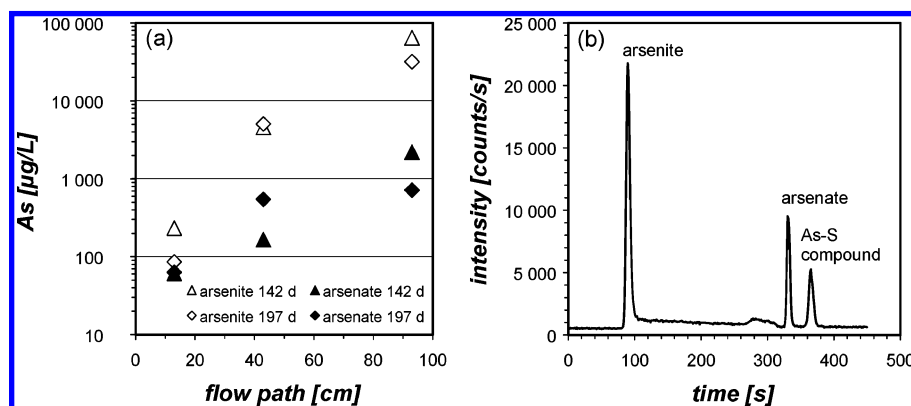 (a)
100 000
10 000
1 000
100
10
As [µg/L]
△ arsenite 142 d ▲ arsenate 142 d
◇ arsenite 197 d ◆ arsenate 197 d
0 20 40 60 80 100
flow path [cm]
(b)
25 000
20 000
15 000
10 000
5 000
0
intensity [counts/s]
arsenite
arsenate
As-S
compound
0 100 200 300 400 500
time [s]